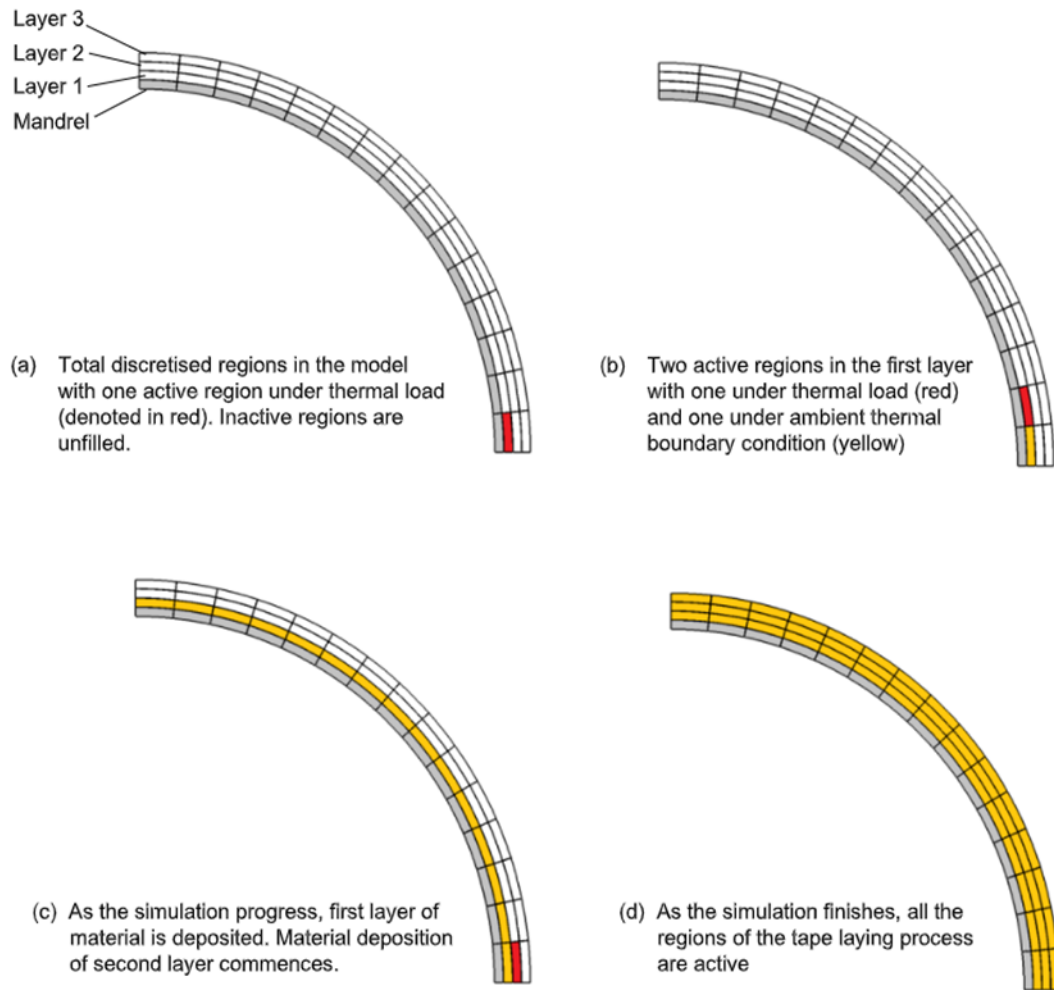 Layer 3
Layer 2
Layer 1
Mandrel
(a) Total discretised regions in the model
with one active region under thermal load
(denoted in red). Inactive regions are
unfilled.
(b) Two active regions in the first layer
with one under thermal load (red)
and one under ambient thermal
boundary condition (yellow)
(c) As the simulation progress, first layer of
material is deposited. Material deposition
of second layer commences.
(d) As the simulation finishes, all the
regions of the tape laying process
are active